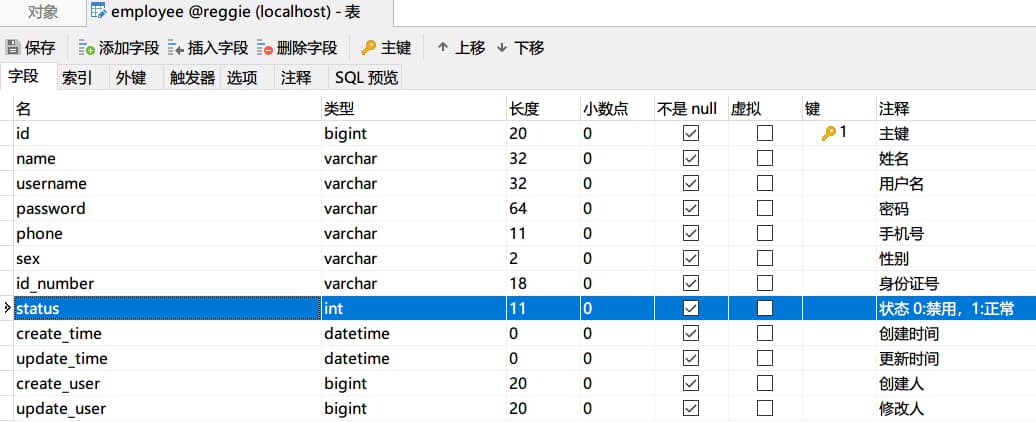 对象 employee @reggie (localhost) - 表
保存 添加字段 插入字段 删除字段 主键 ↑ 上移 ↓ 下移
字段 索引 外键 触发器 选项 注释 SQL 预览
名 类型 长度 小数点 不是 null 虚拟 键 注释
id bigint 20 0 1 主键
name varchar 32 0 姓名
username varchar 32 0 用户名
password varchar 64 0 密码
phone varchar 11 0 手机号
sex varchar 2 0 性别
id_number varchar 18 0 身份证号
status int 11 0 状态 0:禁用，1:正常
create_time datetime 0 0 创建时间
update_time datetime 0 0 更新时间
create_user bigint 20 0 创建人
update_user bigint 20 0 修改人